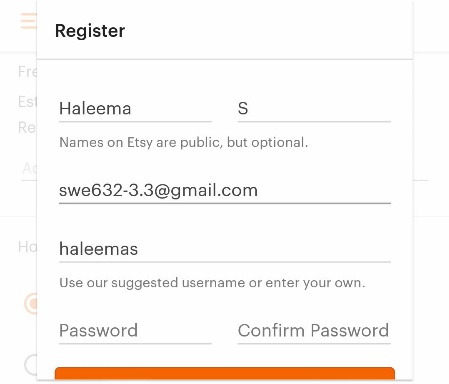 Register
Fre
Est
Haleema S
Re
Names on Etsy are public, but optional.
Ad
swe632-3.3@gmail.com
haleemas
Ho
Use our suggested username or enter your own.
Password Confirm Password